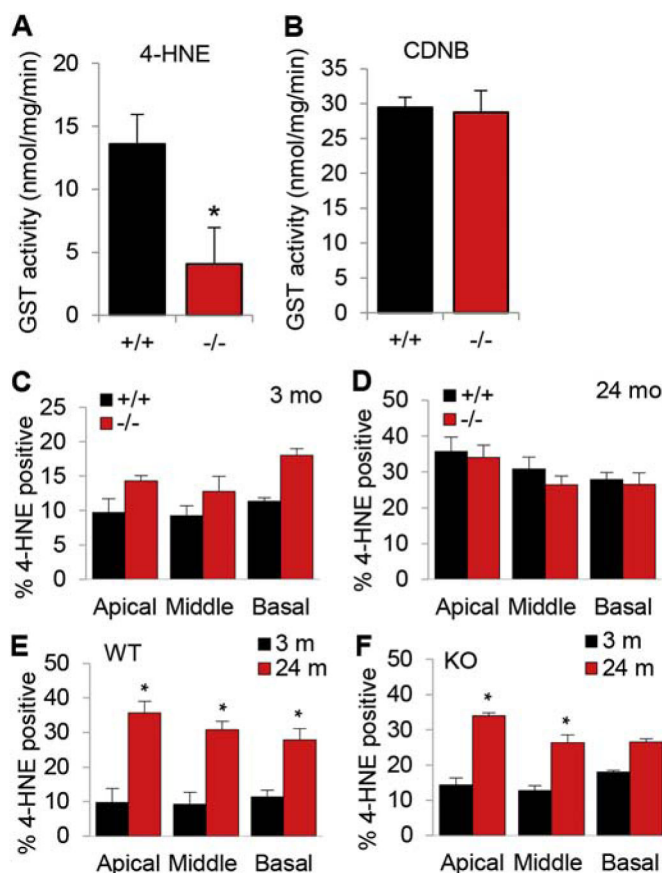 A
4-HNE
GST activity (nmol/mg/min)
20
15
10
5
0
*
+/+
-/-
B
CDNB
GST activity (nmol/mg/min)
35
30
25
20
15
10
5
0
+/+
-/-
C
+/+
-/-
3 mo
% 4-HNE positive
25
20
15
10
5
0
Apical Middle Basal
D
+/+
-/-
24 mo
% 4-HNE positive
50
40
30
20
10
0
Apical Middle Basal
E
WT
3 m
24 m
% 4-HNE positive
50
40
30
20
10
0
* * *
Apical Middle Basal
F
KO
3 m
24 m
% 4-HNE positive
50
40
30
20
10
0
* *
Apical Middle Basal